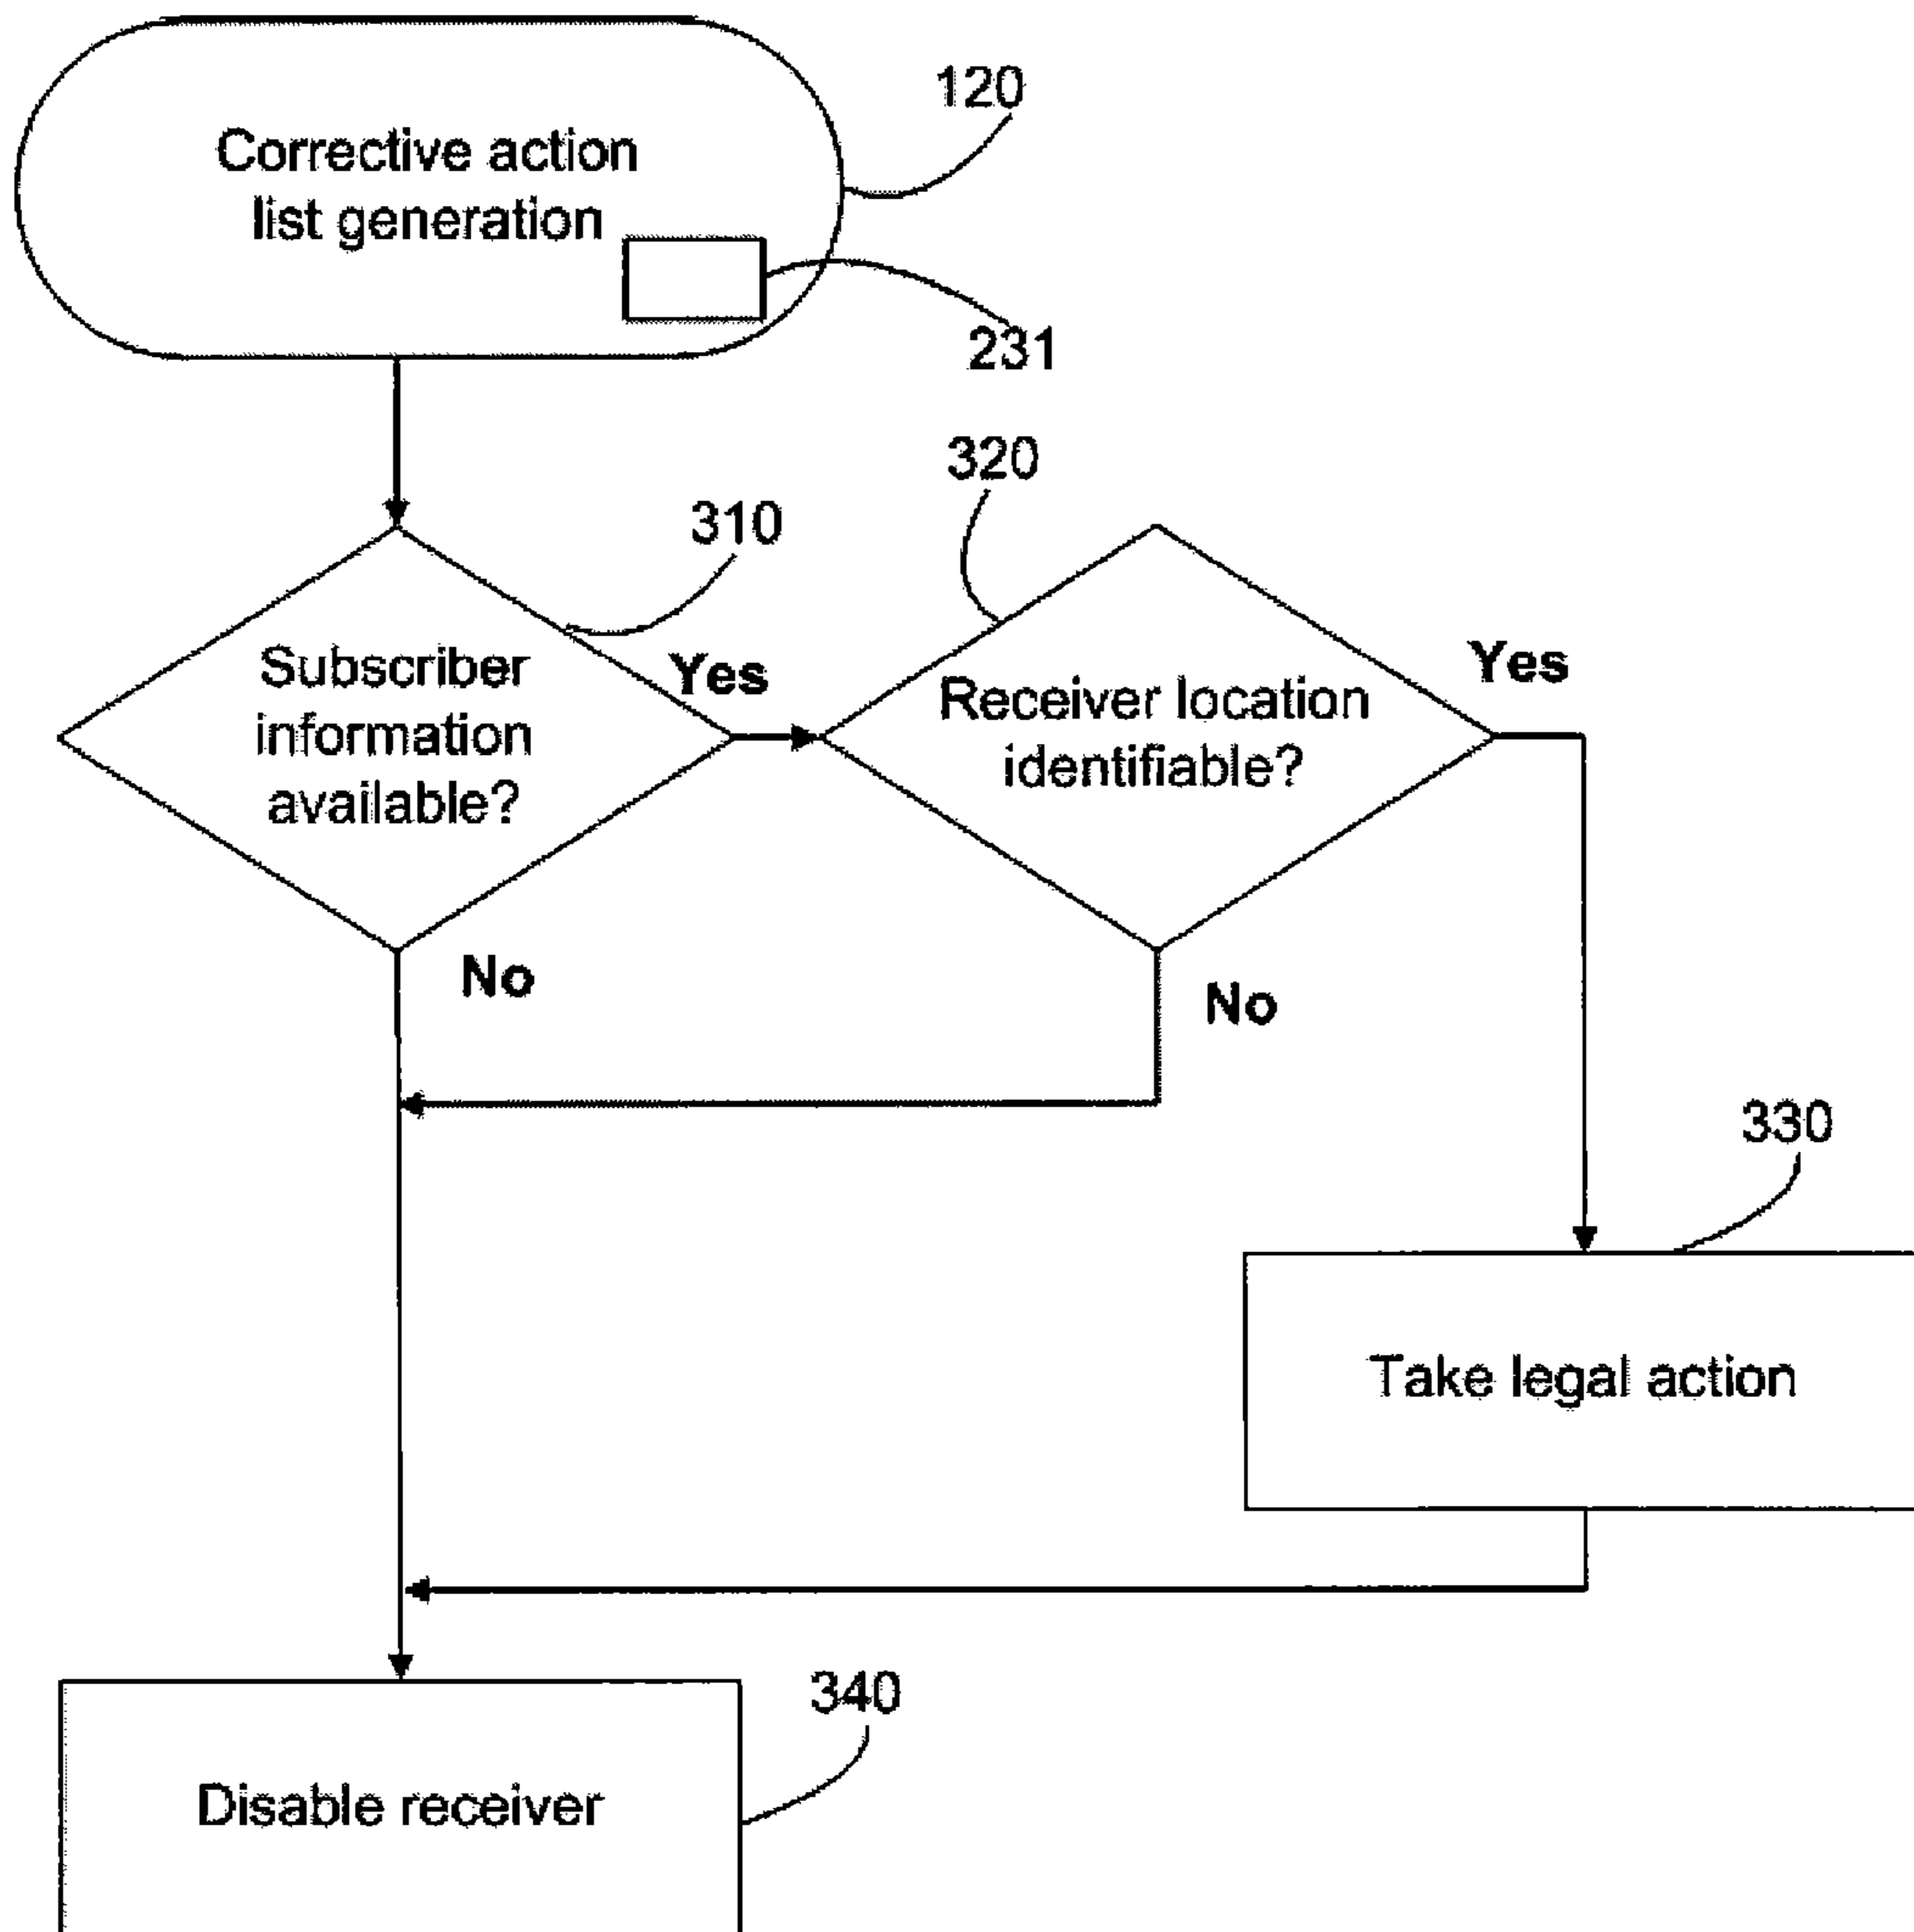 Corrective action
list generation
120
231
320
310
Subscriber
information
available?
Yes
Receiver location
identifiable?
Yes
No
No
330
Take legal action
340
Disable receiver